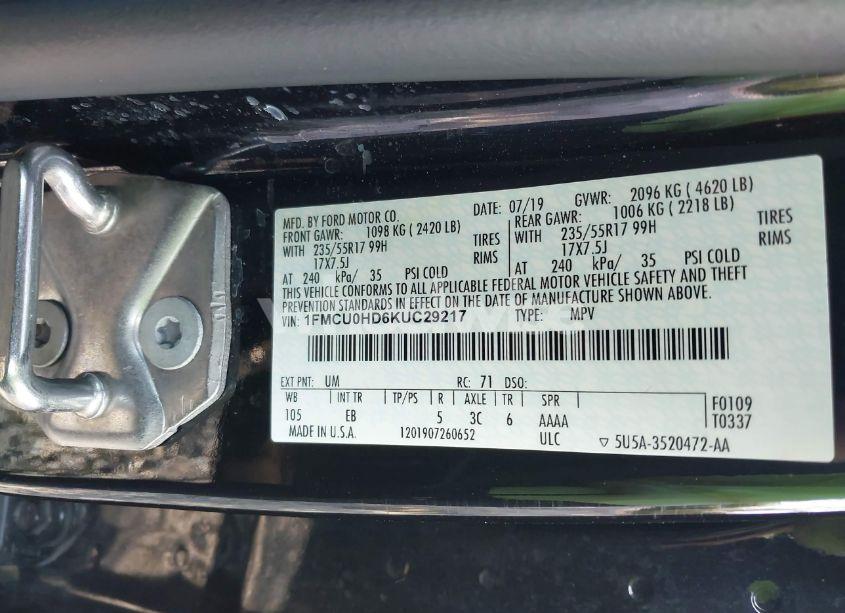 MFD. BY FORD MOTOR CO. DATE: 07/19 GVWR: 2096 KG ( 4620 LB)
FRONT GAWR: 1098 KG ( 2420 LB) REAR GAWR: 1006 KG ( 2218 LB)
WITH 235/55R17 99H TIRES WITH 235/55R17 99H TIRES
17X7.5J RIMS 17X7.5J RIMS
AT 240 kPa/ 35 PSI COLD AT 240 kPa/ 35 PSI COLD
THIS VEHICLE CONFORMS TO ALL APPLICABLE FEDERAL MOTOR VEHICLE SAFETY AND THEFT
PREVENTION STANDARDS IN EFFECT ON THE DATE OF MANUFACTURE SHOWN ABOVE.
VIN: 1FMCU0HD6KUC29217 TYPE: MPV
EXT PNT: UM RC: 71 DSO:
WB INT TR TP/PS R AXLE TR SPR F0109
105 EB 5 3C 6 AAAA T0337
MADE IN U.S.A. 1201907260652 ULC ▽ 5U5A-3520472-AA